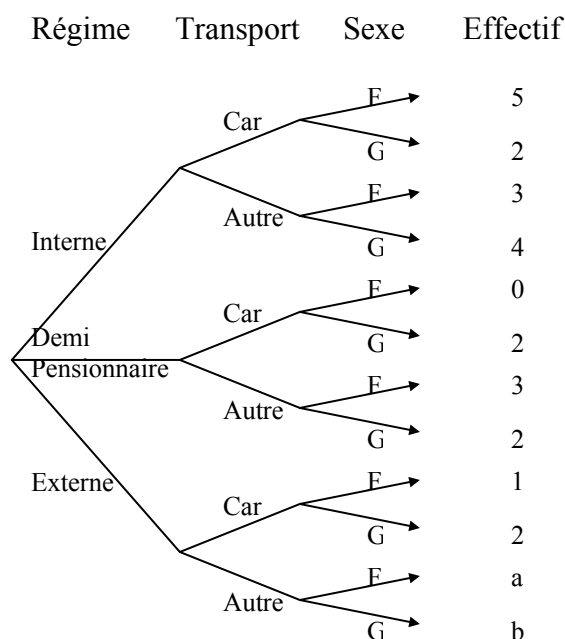 Régime Transport Sexe Effectif
F 5
Car
G 2
F 3
Autre
G 4
Interne
F 0
Car
G 2
Demi
Pensionnaire
F 3
Autre
G 2
Externe
F 1
Car
G 2
F a
Autre
G b